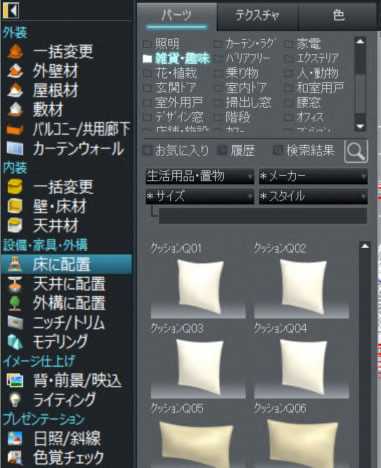 外装
一括変更
外壁材
屋根材
敷材
バルコニー/共用廊下
カーテンウォール
内装
一括変更
壁・床材
天井材
設備・家具・外構
床に配置
天井に配置
外構に配置
ニッチ/トリム
モデリング
イメージ仕上げ
背・前景/映込
ライティング
プレゼンテーション
日照/斜線
色覚チェック
パーツ テクスチャ 色
照明 カーテン・ラグ 家電
雑貨・趣味 バリアフリー エクステリア
花・植栽 乗り物 人・動物
玄関ドア 室内ドア 和室用戸
室外用戸 掃出し窓 腰窓
デザイン窓 階段 オフィス
お気に入り 履歴 検索結果
生活用品・置物 *メーカー
*サイズ *スタイル
クッションQ01 クッションQ02
クッションQ03 クッションQ04
クッションQ05 クッションQ06